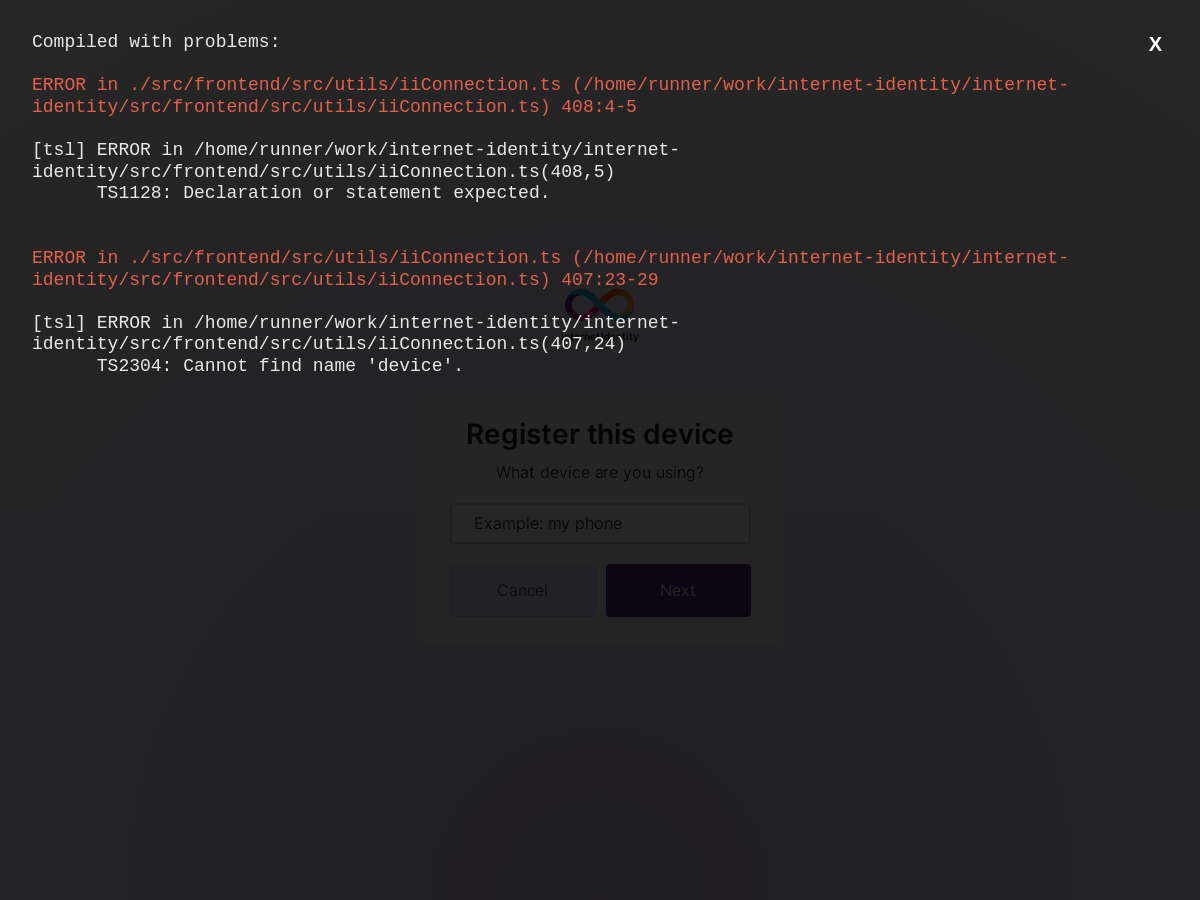 Compiled with problems:
X
ERROR in ./src/frontend/src/utils/iiConnection.ts (/home/runner/work/internet-identity/internet-
identity/src/frontend/src/utils/iiConnection.ts) 408:4-5
[tsl] ERROR in /home/runner/work/internet-identity/internet-
identity/src/frontend/src/utils/iiConnection.ts(408,5)
TS1128: Declaration or statement expected.
ERROR in ./src/frontend/src/utils/iiConnection.ts (/home/runner/work/internet-identity/internet-
identity/src/frontend/src/utils/iiConnection.ts) 407:23-29
[tsl] ERROR in /home/runner/work/internet-identity/internet-
identity/src/frontend/src/utils/iiConnection.ts(407,24)
TS2304: Cannot find name 'device'.
Register this device
What device are you using?
Example: my phone
Cancel
Next